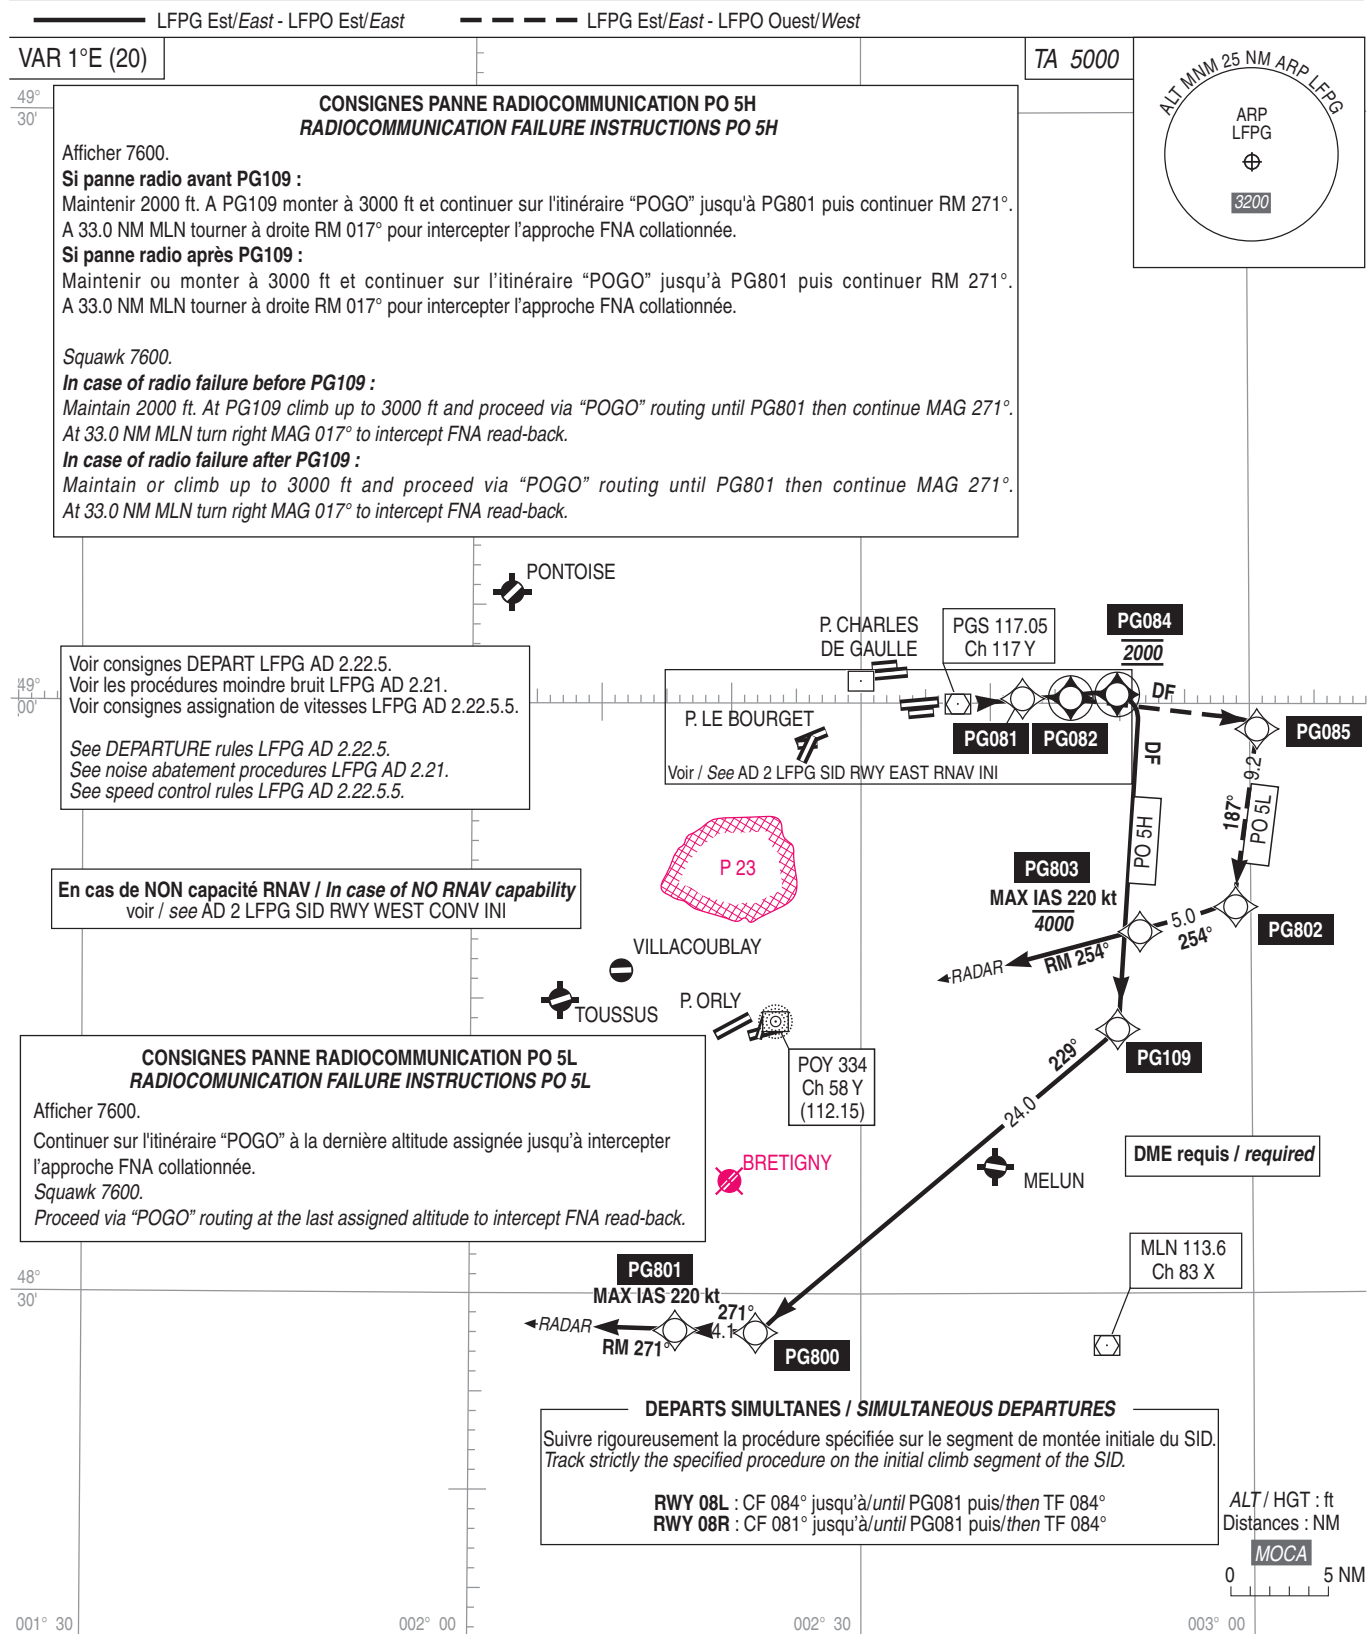 LFPG Est/East - LFPO Est/East
LFPG Est/East - LFPO Ouest/West
VAR 1°E (20)
TA 5000
ALT MNM 25 NM ARP LFPG
ARP
LFPG
3200
49°
30'
CONSIGNES PANNE RADIOCOMMUNICATION PO 5H
RADIOCOMMUNICATION FAILURE INSTRUCTIONS PO 5H
Afficher 7600.
Si panne radio avant PG109 :
Maintenir 2000 ft. A PG109 monter à 3000 ft et continuer sur l'itinéraire “POGO” jusqu'à PG801 puis continuer RM 271°.
A 33.0 NM MLN tourner à droite RM 017° pour intercepter l’approche FNA collationnée.
Si panne radio après PG109 :
Maintenir ou monter à 3000 ft et continuer sur l’itinéraire “POGO” jusqu’à PG801 puis continuer RM 271°.
A 33.0 NM MLN tourner à droite RM 017° pour intercepter l’approche FNA collationnée.
Squawk 7600.
In case of radio failure before PG109 :
Maintain 2000 ft. At PG109 climb up to 3000 ft and proceed via “POGO” routing until PG801 then continue MAG 271°.
At 33.0 NM MLN turn right MAG 017° to intercept FNA read-back.
In case of radio failure after PG109 :
Maintain or climb up to 3000 ft and proceed via “POGO” routing until PG801 then continue MAG 271°.
At 33.0 NM MLN turn right MAG 017° to intercept FNA read-back.
PONTOISE
P. CHARLES
DE GAULLE
PGS 117.05
Ch 117 Y
PG084
2000
Voir consignes DEPART LFPG AD 2.22.5.
Voir les procédures moindre bruit LFPG AD 2.21.
Voir consignes assignation de vitesses LFPG AD 2.22.5.5.
See DEPARTURE rules LFPG AD 2.22.5.
See noise abatement procedures LFPG AD 2.21.
See speed control rules LFPG AD 2.22.5.5.
49°
00'
DF
P. LE BOURGET
PG081
PG082
DF
PG085
Voir / See AD 2 LFPG SID RWY EAST RNAV INI
9.2
187°
PO 5L
PO 5H
P 23
PG803
MAX IAS 220 kt
4000
En cas de NON capacité RNAV / In case of NO RNAV capability
voir / see AD 2 LFPG SID RWY WEST CONV INI
5.0
254°
PG802
VILLACOUBLAY
RADAR
RM 254°
TOUSSUS
P. ORLY
PG109
229°
24.0
POY 334
Ch 58 Y
(112.15)
CONSIGNES PANNE RADIOCOMMUNICATION PO 5L
RADIOCOMUNICATION FAILURE INSTRUCTIONS PO 5L
Afficher 7600.
Continuer sur l'itinéraire “POGO” à la dernière altitude assignée jusqu’à intercepter
l’approche FNA collationnée.
Squawk 7600.
Proceed via “POGO” routing at the last assigned altitude to intercept FNA read-back.
BRETIGNY
MELUN
DME requis / required
MLN 113.6
Ch 83 X
48°
30'
PG801
MAX IAS 220 kt
271°
4.1
RADAR
RM 271°
PG800
DEPARTS SIMULTANES / SIMULTANEOUS DEPARTURES
Suivre rigoureusement la procédure spécifiée sur le segment de montée initiale du SID.
Track strictly the specified procedure on the initial climb segment of the SID.
RWY 08L : CF 084° jusqu’à/until PG081 puis/then TF 084°
RWY 08R : CF 081° jusqu’à/until PG081 puis/then TF 084°
ALT / HGT : ft
Distances : NM
MOCA
0 5 NM
001° 30
002° 00
002° 30
003° 00